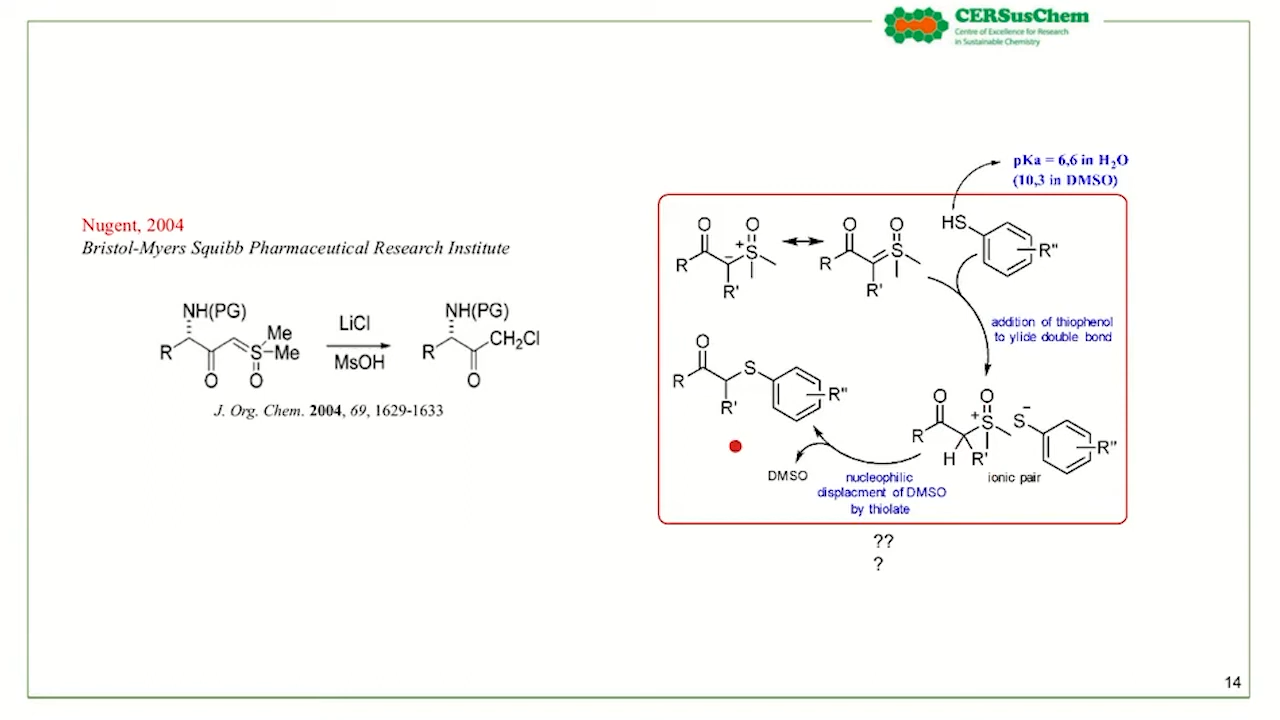 CERSusChem
Centre of Excellence for Research
in Sustainable Chemistry
Nugent, 2004
Bristol-Myers Squibb Pharmaceutical Research Institute
NH(PG)
R
O
S
O
Me
Me
LiCl
MsOH
NH(PG)
R
O
CH2Cl
J. Org. Chem. 2004, 69, 1629-1633
pKa = 6,6 in H2O
(10,3 in DMSO)
O
O
R
−
+
S
R'
O
O
R
S
R'
HS
R"
addition of thiophenol
to ylide double bond
O
R
S
R'
R"
O
O
R
+
S
H
R'
S
−
R"
ionic pair
DMSO
nucleophilic
displacment of DMSO
by thiolate
??
?
14